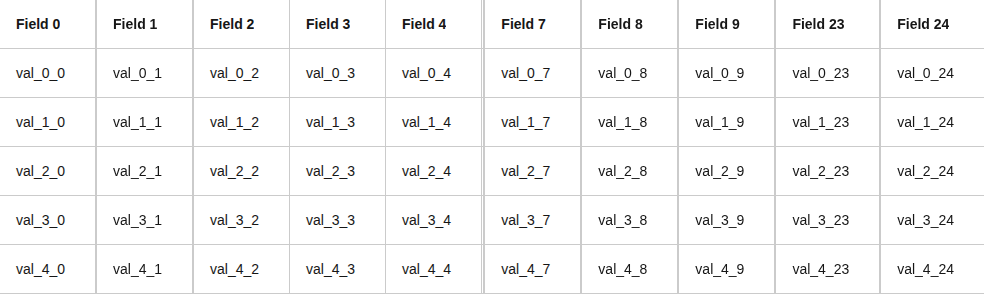 Field 0 Field 1 Field 2 Field 3 Field 4 Field 7 Field 8 Field 9 Field 23 Field 24
val_0_0 val_0_1 val_0_2 val_0_3 val_0_4 val_0_7 val_0_8 val_0_9 val_0_23 val_0_24
val_1_0 val_1_1 val_1_2 val_1_3 val_1_4 val_1_7 val_1_8 val_1_9 val_1_23 val_1_24
val_2_0 val_2_1 val_2_2 val_2_3 val_2_4 val_2_7 val_2_8 val_2_9 val_2_23 val_2_24
val_3_0 val_3_1 val_3_2 val_3_3 val_3_4 val_3_7 val_3_8 val_3_9 val_3_23 val_3_24
val_4_0 val_4_1 val_4_2 val_4_3 val_4_4 val_4_7 val_4_8 val_4_9 val_4_23 val_4_24